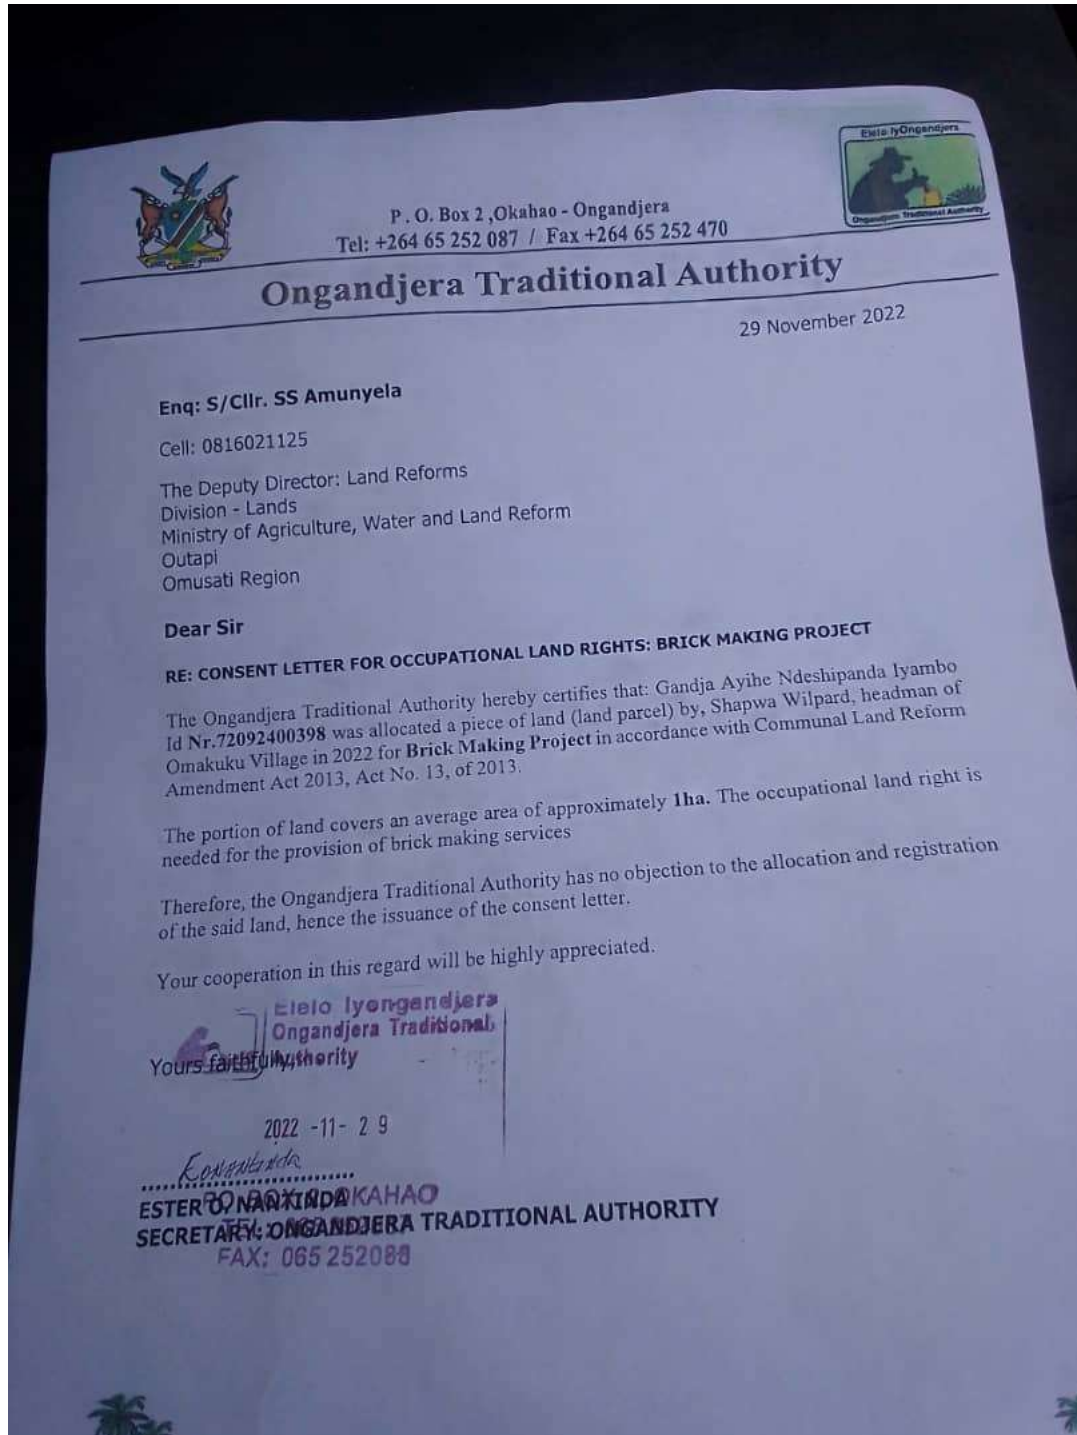 Elelo IyOngandjera
Ongandjera Traditional Authority
P . O. Box 2 ,Okahao - Ongandjera
Tel: +264 65 252 087 / Fax +264 65 252 470
Ongandjera Traditional Authority
29 November 2022
Enq: S/Cllr. SS Amunyela
Cell: 0816021125
The Deputy Director: Land Reforms
Division - Lands
Ministry of Agriculture, Water and Land Reform
Outapi
Omusati Region
Dear Sir
RE: CONSENT LETTER FOR OCCUPATIONAL LAND RIGHTS: BRICK MAKING PROJECT
The Ongandjera Traditional Authority hereby certifies that: Gandja Ayihe Ndeshipanda Iyambo
Id Nr.72092400398 was allocated a piece of land (land parcel) by, Shapwa Wilpard, headman of
Omakuku Village in 2022 for Brick Making Project in accordance with Communal Land Reform
Amendment Act 2013, Act No. 13, of 2013.
The portion of land covers an average area of approximately 1ha. The occupational land right is
needed for the provision of brick making services
Therefore, the Ongandjera Traditional Authority has no objection to the allocation and registration
of the said land, hence the issuance of the consent letter.
Your cooperation in this regard will be highly appreciated.
Elelo Iyongandjera
Ongandjera Traditional
Yours faithfully,
2022 -11- 29
ESTER O. NANTINDA
OKAHAO
SECRETARY: ONGANDJERA TRADITIONAL AUTHORITY
FAX: 065 252088